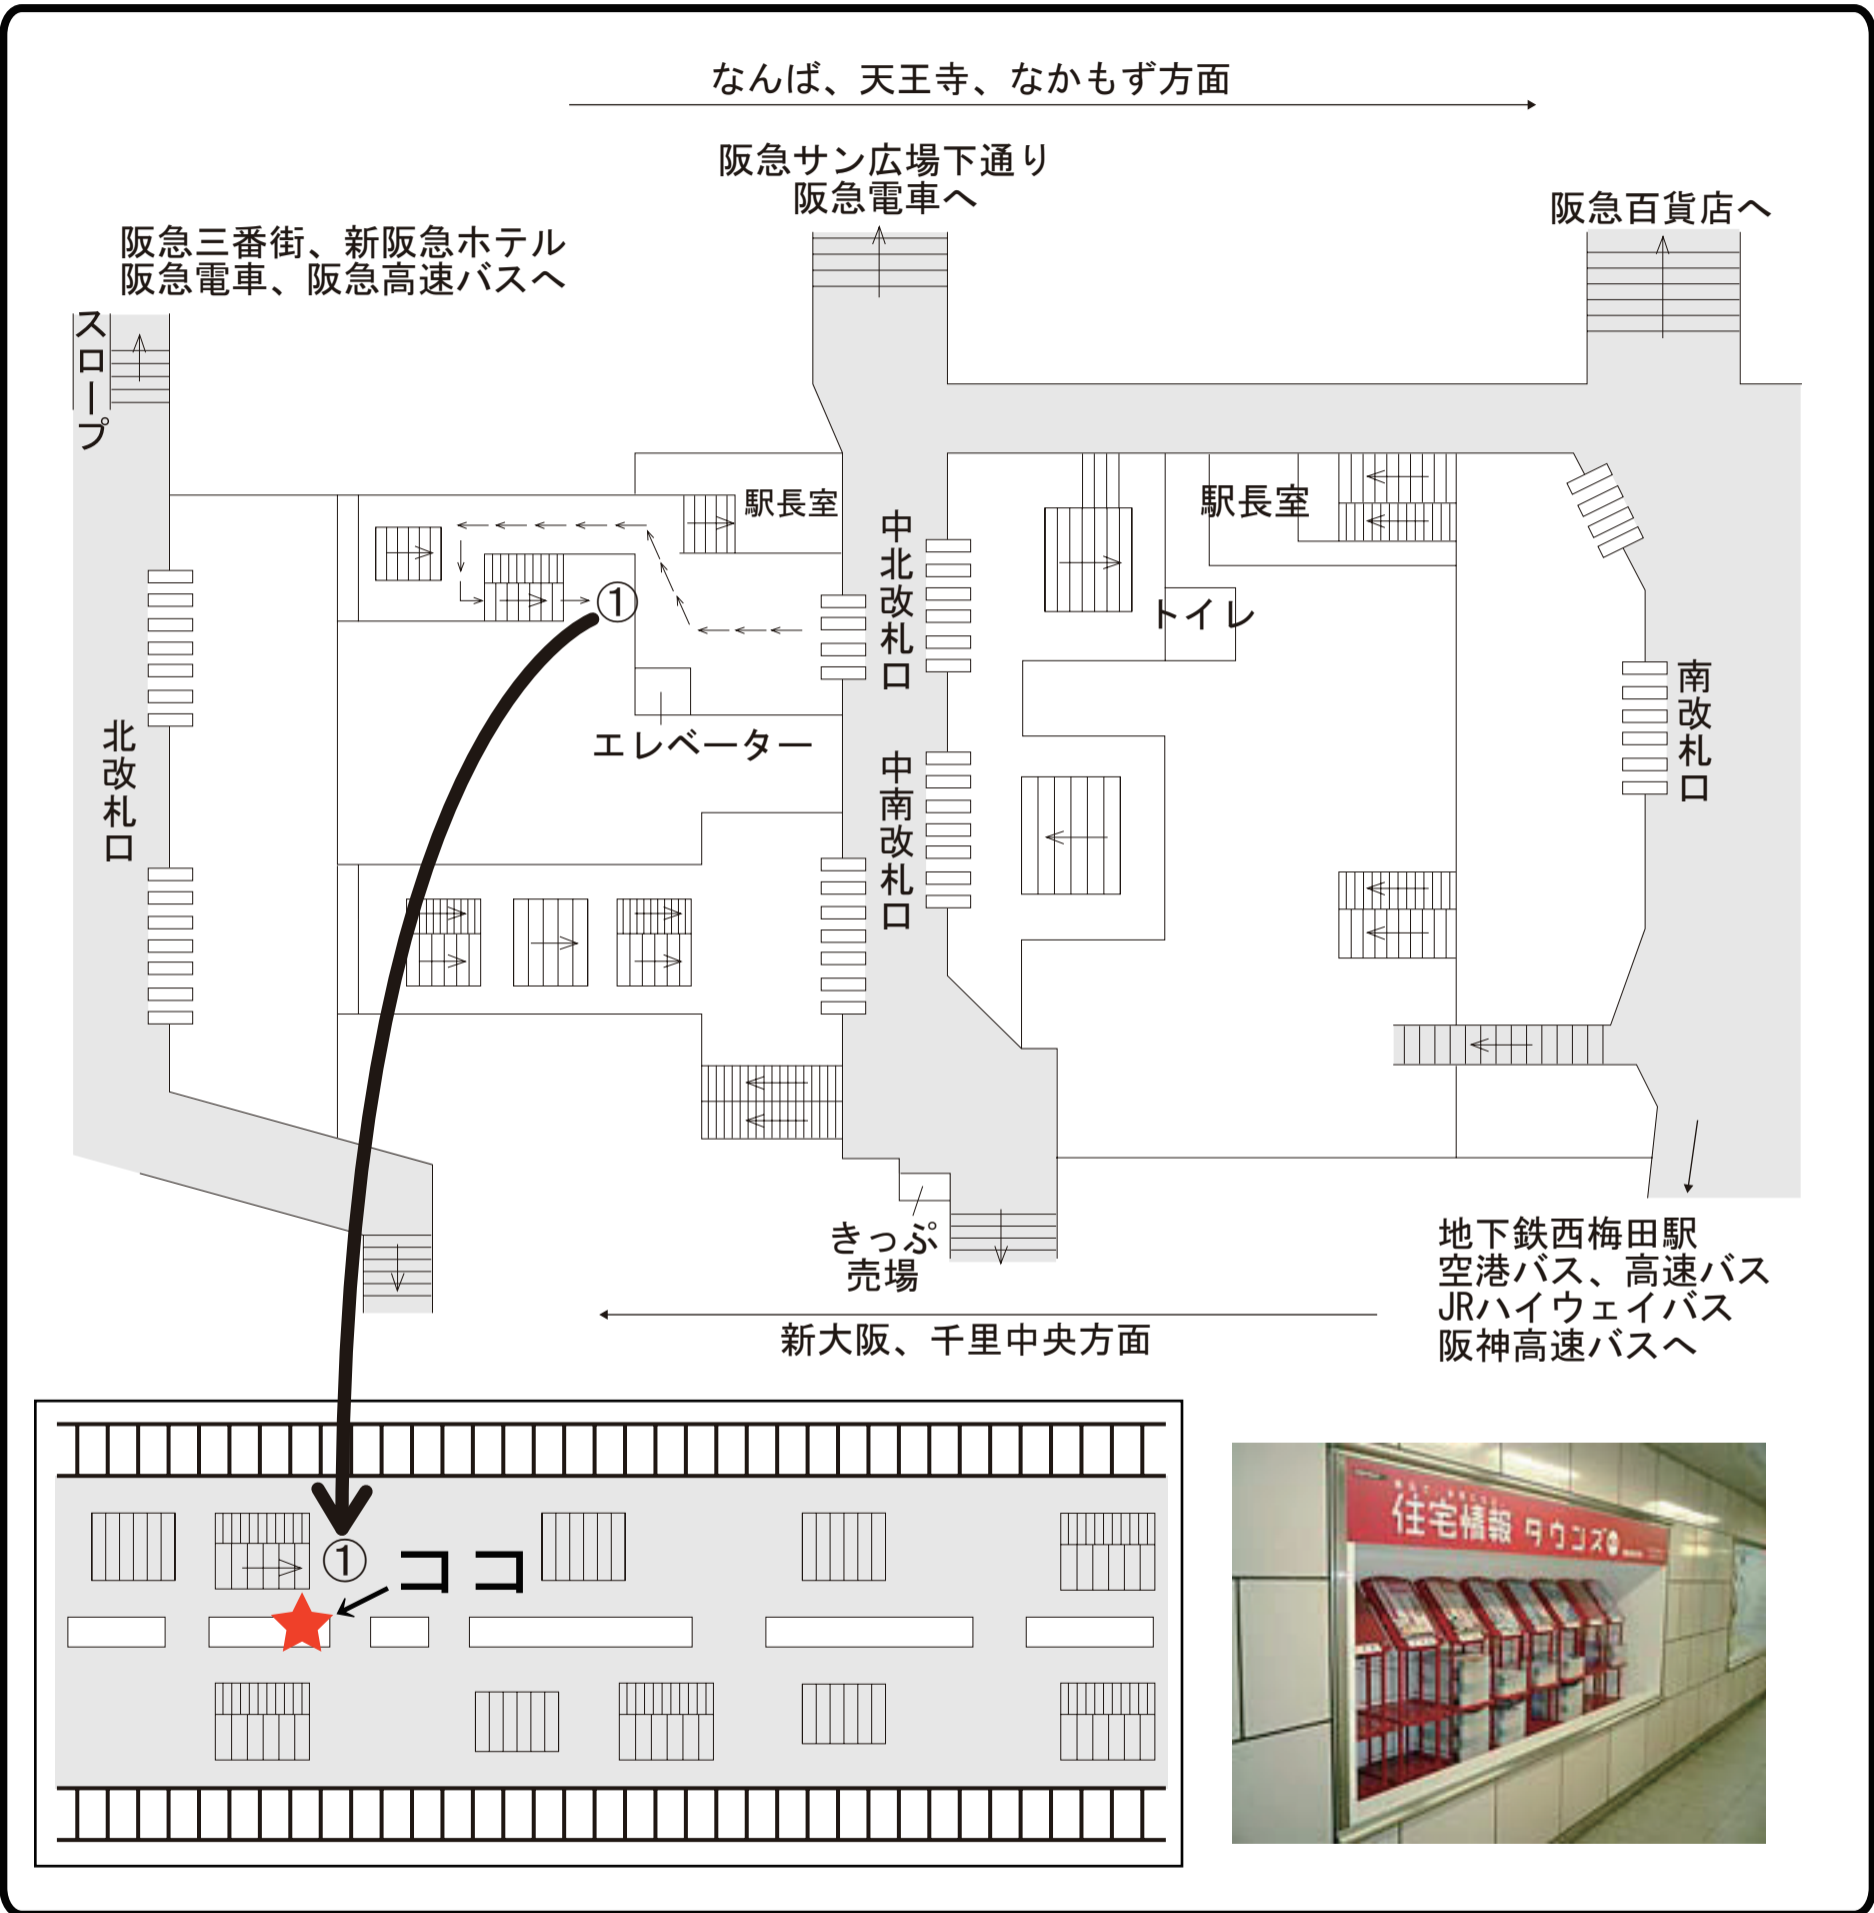 なんば、天王寺、なかもず方面
阪急サン広場下通り
阪急電車へ
阪急百貨店へ
阪急三番街、新阪急ホテル
阪急電車、阪急高速バスへ
スロープ
駅長室
駅長室
中北改札口
①
トイレ
北改札口
エレベーター
中南改札口
南改札口
きっぷ
売場
地下鉄西梅田駅
空港バス、高速バス
JRハイウェイバス
阪神高速バスへ
新大阪、千里中央方面
①
ココ
住宅情報 タウンズ